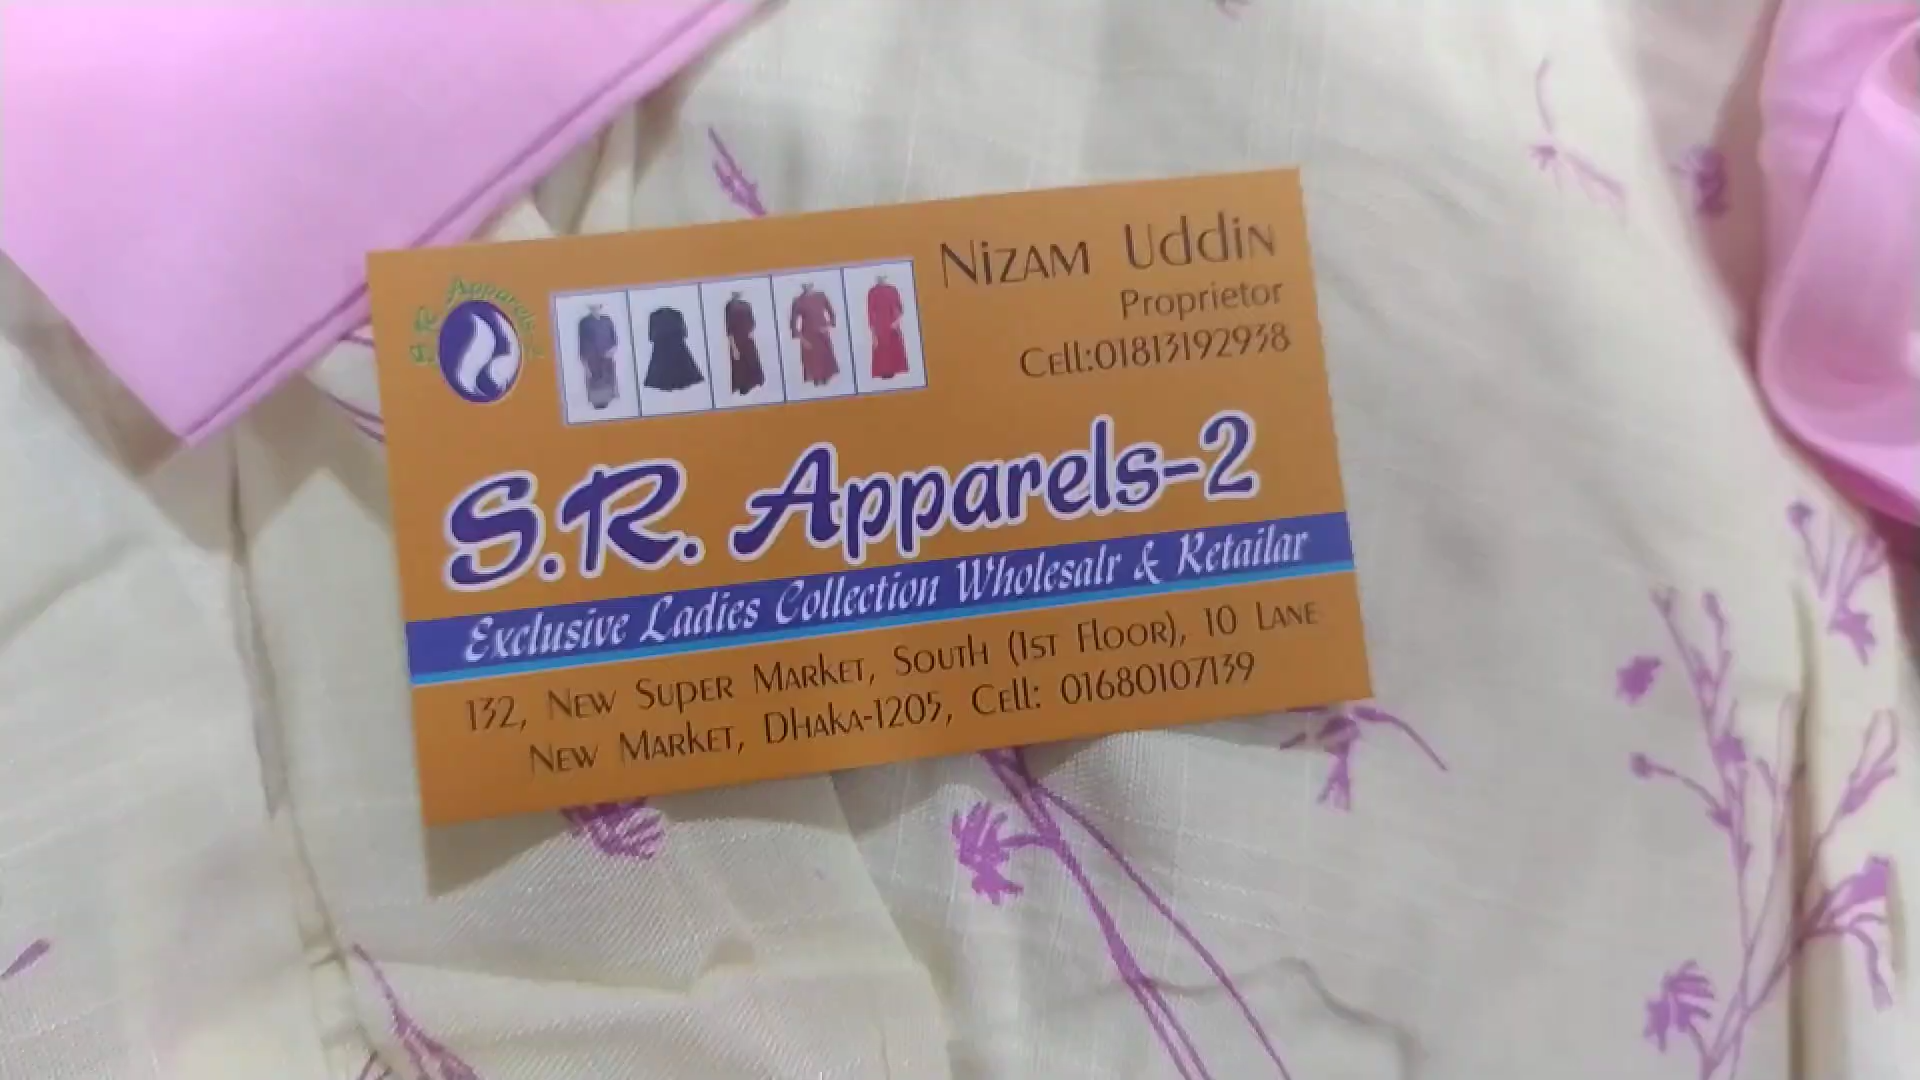 S.R. Apparels-2
NIZAM Uddin
Proprietor
Cell:01813192938
S.R. Apparels-2
Exclusive Ladies Collection Wholesalr & Retailar
132, NEW SUPER MARKET, SOUTH (1ST FLOOR), 10 LANE
NEW MARKET, DHAKA-1205, CELL: 01680107139